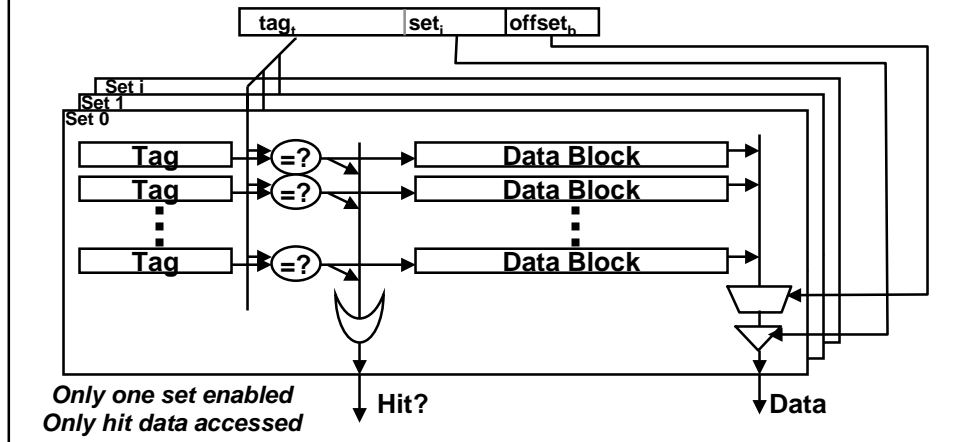 tag_t set_i offset_b
Set i
Set 1
Set 0
Tag =? Data Block
Tag =? Data Block
Tag =? Data Block
Only one set enabled
Only hit data accessed
Hit?
Data